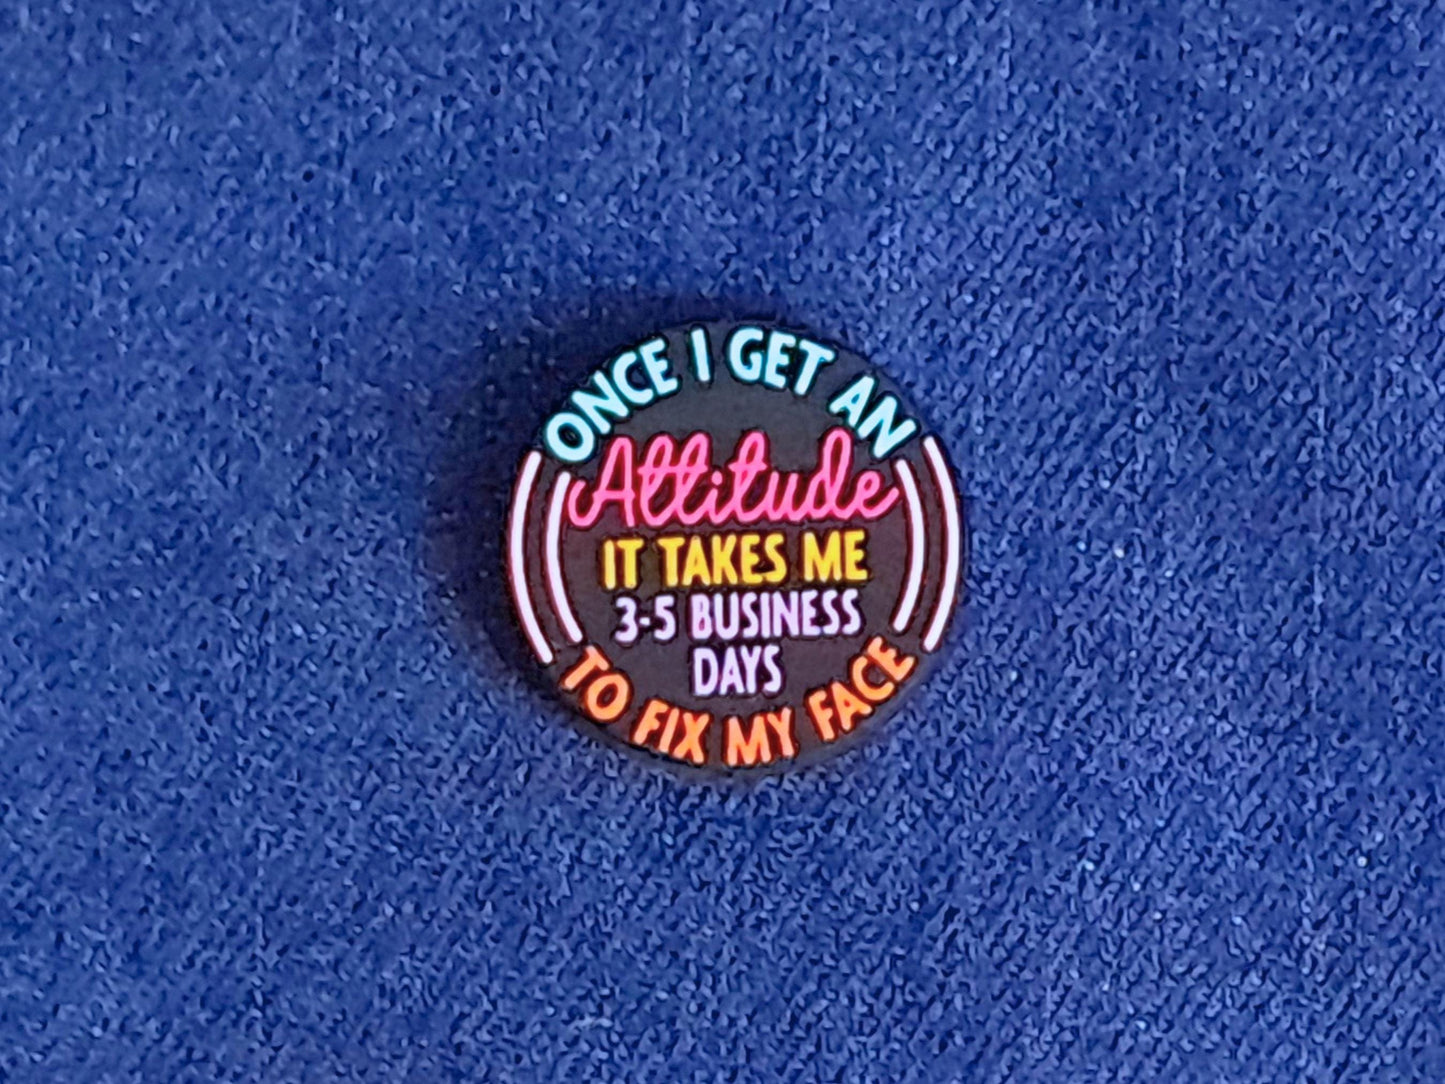 ONCE I GET AN
Attitude
IT TAKES ME
3-5 BUSINESS
DAYS
TO FIX MY FACE